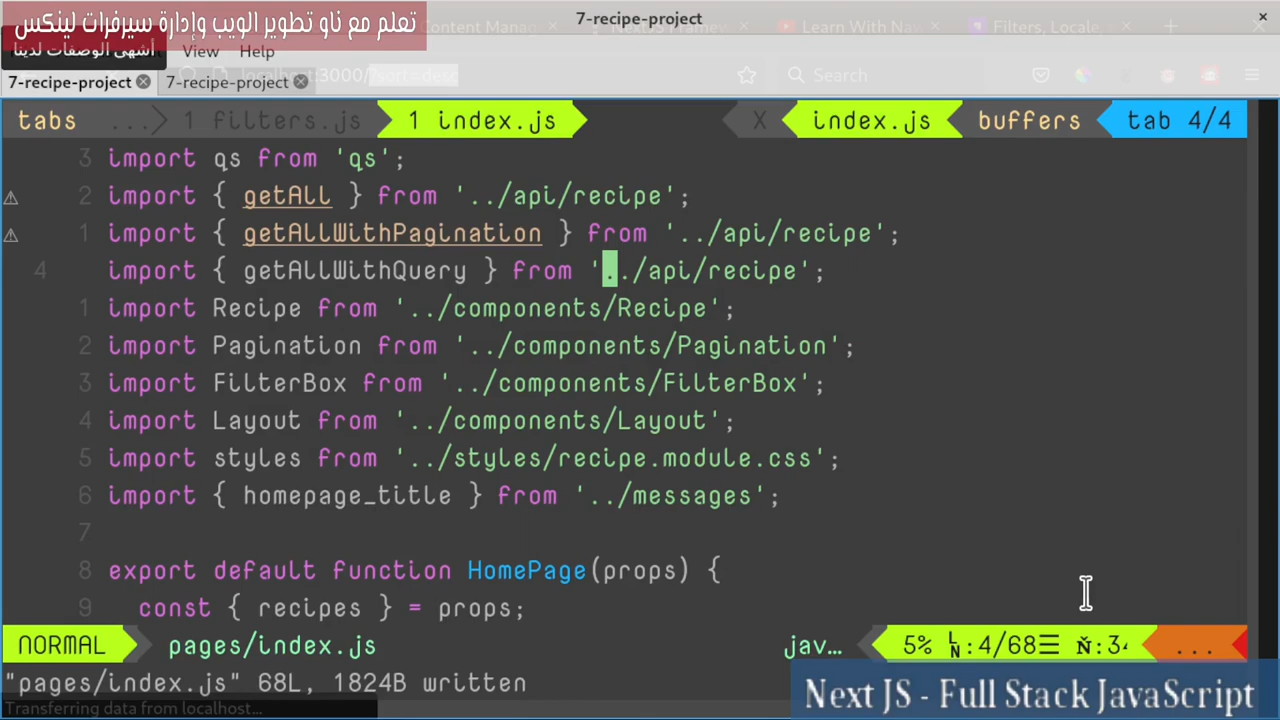 7-recipe-project
تعلم مع ناو تطوير الويب وإدارة سيرفرات لينكس
Content Manag
NextJS Framew
Learn With Na
Filters, Locale,
أشهى الوصفات لدينا
View Help
7-recipe-project 7-recipe-project
localhost:3000/?sort=desc
Search
tabs ... 1 filters.js 1 index.js X index.js buffers tab 4/4
3 import qs from 'qs';
2 import { getAll } from '../api/recipe';
1 import { getAllWithPagination } from '../api/recipe';
4 import { getAllWithQuery } from '../api/recipe';
1 import Recipe from '../components/Recipe';
2 import Pagination from '../components/Pagination';
3 import FilterBox from '../components/FilterBox';
4 import Layout from '../components/Layout';
5 import styles from '../styles/recipe.module.css';
6 import { homepage_title } from '../messages';
7
8 export default function HomePage(props) {
9 const { recipes } = props;
NORMAL pages/index.js jav… 5% LN:4/68☰ Ň:34 ...
"pages/index.js" 68L, 1824B written
Transferring data from localhost…
Next JS - Full Stack JavaScript